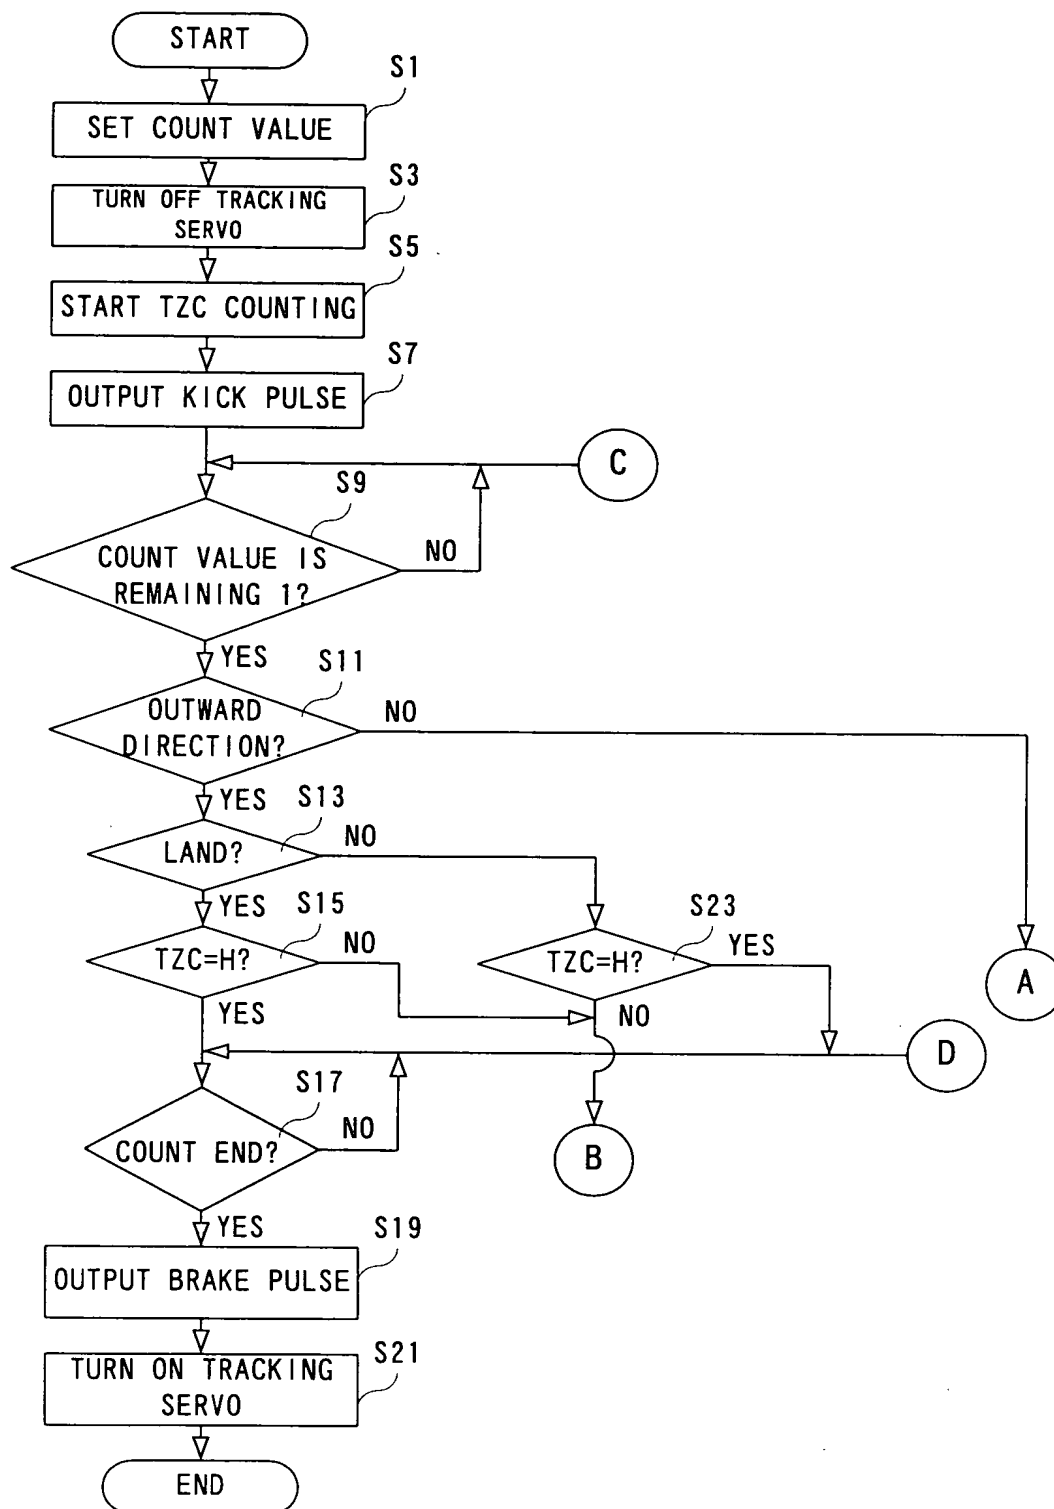 START
S1
SET COUNT VALUE
S3
TURN OFF TRACKING
SERVO
S5
START TZC COUNTING
S7
OUTPUT KICK PULSE
C
S9
COUNT VALUE IS
REMAINING 1?
NO
YES
S11
OUTWARD
DIRECTION?
NO
YES
S13
LAND?
NO
YES
S15
TZC=H?
NO
S23
TZC=H?
YES
A
YES
NO
D
S17
COUNT END?
NO
B
YES
S19
OUTPUT BRAKE PULSE
S21
TURN ON TRACKING
SERVO
END